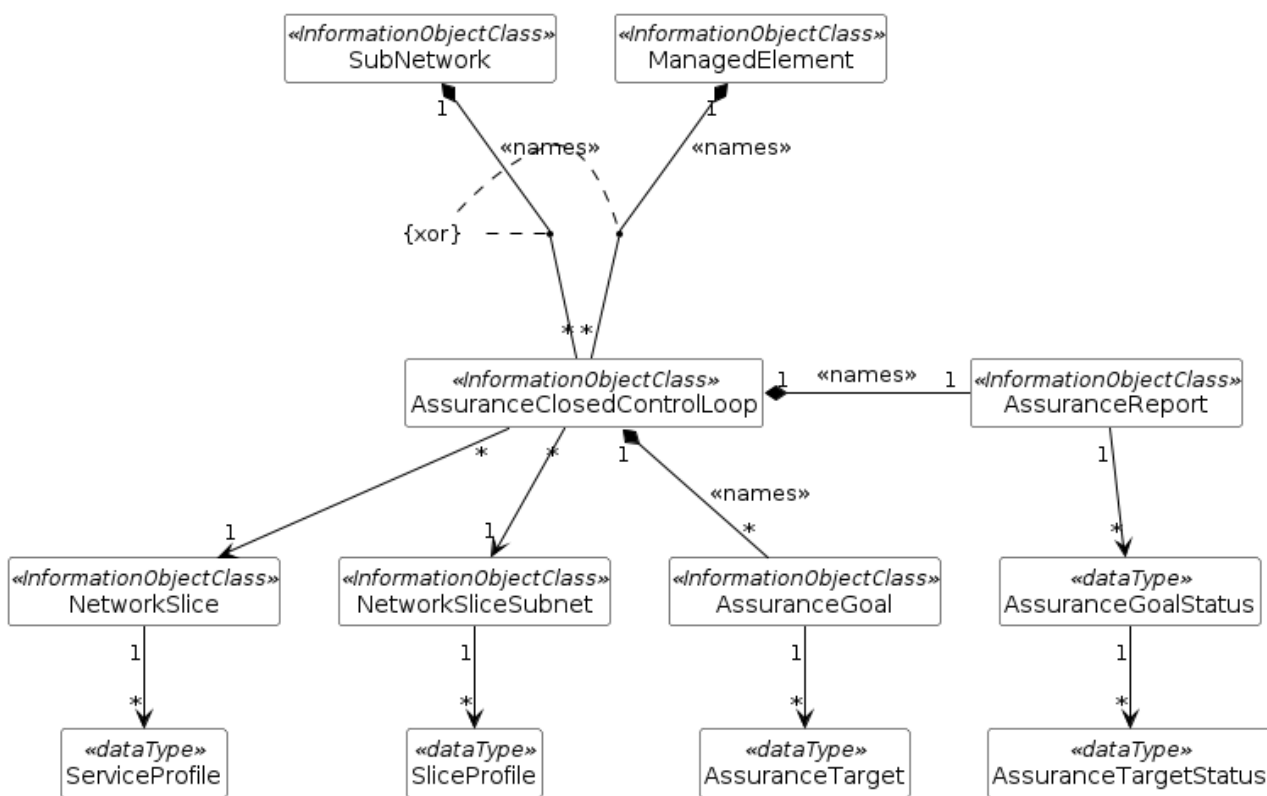 «InformationObjectClass»
SubNetwork
«InformationObjectClass»
ManagedElement
1
1
«names»
«names»
{xor}
*
*
«InformationObjectClass»
AssuranceClosedControlLoop
1
«names»
1
«InformationObjectClass»
AssuranceReport
*
*
1
«names»
1
1
1
*
*
«InformationObjectClass»
NetworkSlice
«InformationObjectClass»
NetworkSliceSubnet
«InformationObjectClass»
AssuranceGoal
«dataType»
AssuranceGoalStatus
1
1
1
1
*
*
*
*
«dataType»
ServiceProfile
«dataType»
SliceProfile
«dataType»
AssuranceTarget
«dataType»
AssuranceTargetStatus